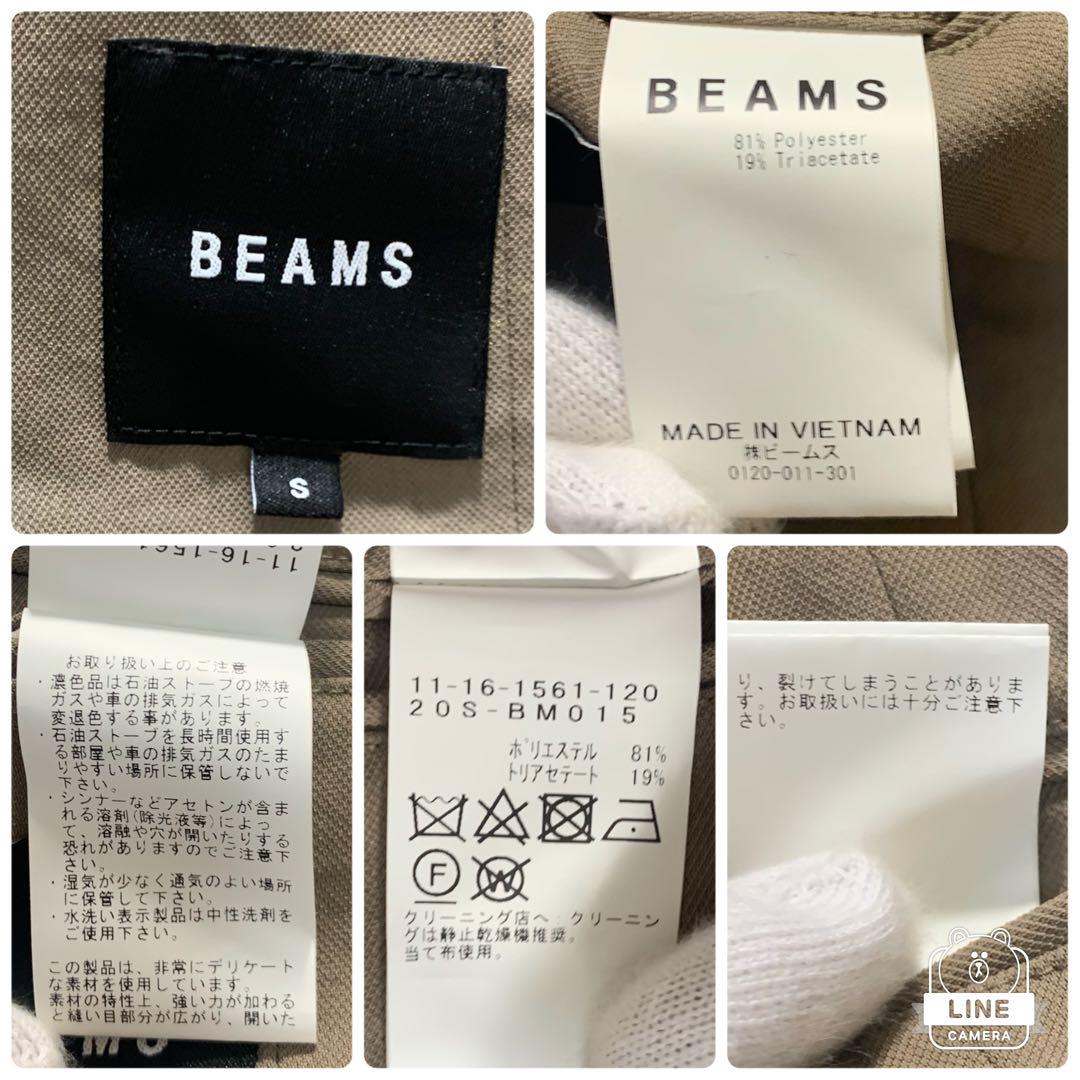 BEAMS
S
BEAMS
81% Polyester
19% Triacetate
MADE IN VIETNAM
㈱ビームス
0120-011-301
11-16-1561
お取り扱い上のご注意
・濃色品は石油ストーブの燃焼
ガスや車の排気ガスによって
変退色する事があります。
・石油ストーブを長時間使用す
る部屋や車の排気ガスのたま
りやすい場所に保管しないで
下さい。
・シンナーなどアセトンが含ま
れる溶剤(除光液等)によっ
て、溶融や穴が開いたりする
恐れがありますのでご注意下
さい。
・湿気が少なく通気のよい場所
に保管して下さい。
・水洗い表示製品は中性洗剤を
ご使用下さい。
この製品は、非常にデリケート
な素材を使用しています。
素材の特性上、強い力が加わる
と縫い目部分が広がり、開いた
11-16-1561-120
20S-BM015
ポリエステル 81%
トリアセテート 19%
F W
クリーニング店へ:クリーニン
グは静止乾燥機推奨。
当て布使用。
り、裂けてしまうことがありま
す。お取扱いには十分ご注意下
さい。
LINE
CAMERA